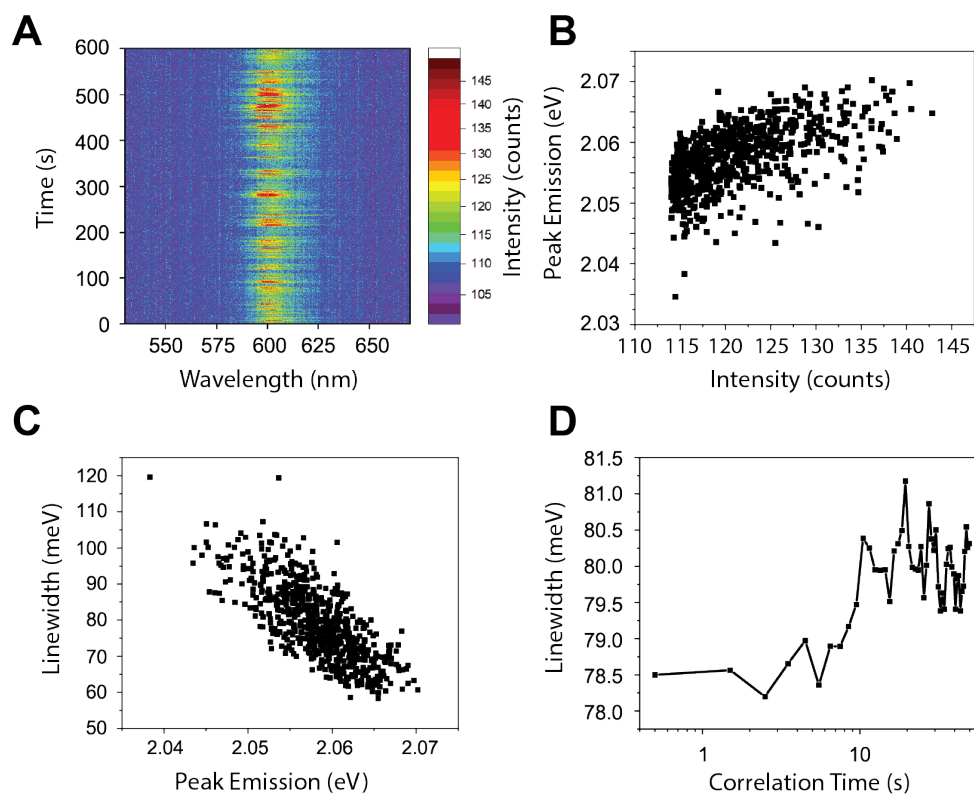 A
600
500
400
300
200
100
0
Time (s)
550 575 600 625 650
Wavelength (nm)
145
140
135
130
125
120
115
110
105
Intensity (counts)
B
2.07
2.06
2.05
2.04
2.03
Peak Emission (eV)
110 115 120 125 130 135 140 145
Intensity (counts)
C
120
110
100
90
80
70
60
50
Linewidth (meV)
2.04 2.05 2.06 2.07
Peak Emission (eV)
D
81.5
81.0
80.5
80.0
79.5
79.0
78.5
78.0
Linewidth (meV)
1 10
Correlation Time (s)